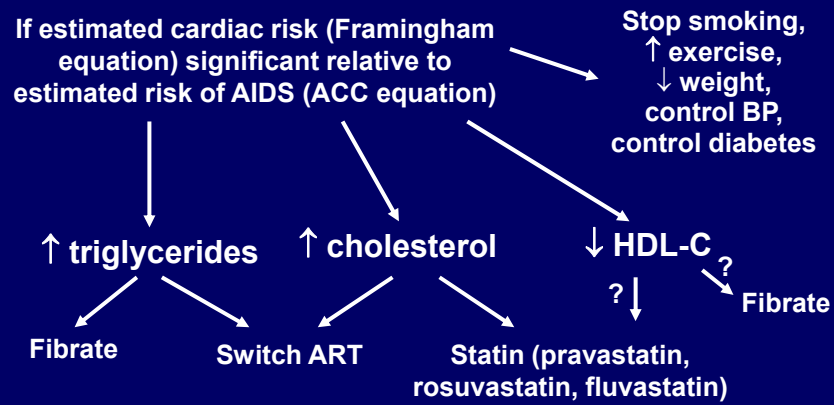 If estimated cardiac risk (Framingham
equation) significant relative to
estimated risk of AIDS (ACC equation)
Stop smoking,
↑ exercise,
↓ weight,
control BP,
control diabetes
↑ triglycerides
↑ cholesterol
↓ HDL-C
?
?
Fibrate
Fibrate
Switch ART
Statin (pravastatin,
rosuvastatin, fluvastatin)